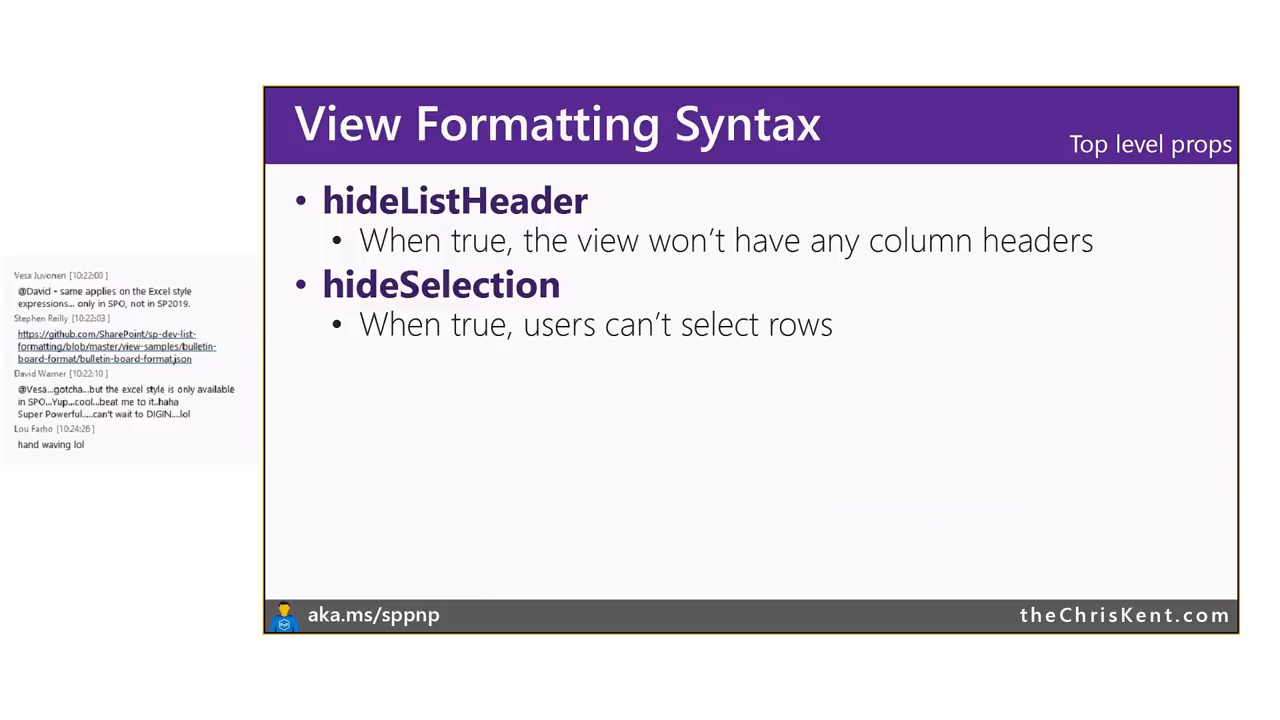 View Formatting Syntax
Top level props
• hideListHeader
• When true, the view won't have any column headers
• hideSelection
• When true, users can't select rows
Vesa Juvonen [10:22:00 ]
@David - same applies on the Excel style
expressions... only in SPO, not in SP2019.
Stephen Reilly [10:22:03 ]
https://github.com/SharePoint/sp-dev-list-
formatting/blob/master/view-samples/bulletin-
board-format/bulletin-board-format.json
David Warner [10:22:10 ]
@Vesa...gotcha...but the excel style is only available
in SPO...Yup...cool...beat me to it..haha
Super Powerful.....can't wait to DIGIN....lol
Lou Farho [10:24:26 ]
hand waving lol
aka.ms/sppnp
theChrisKent.com